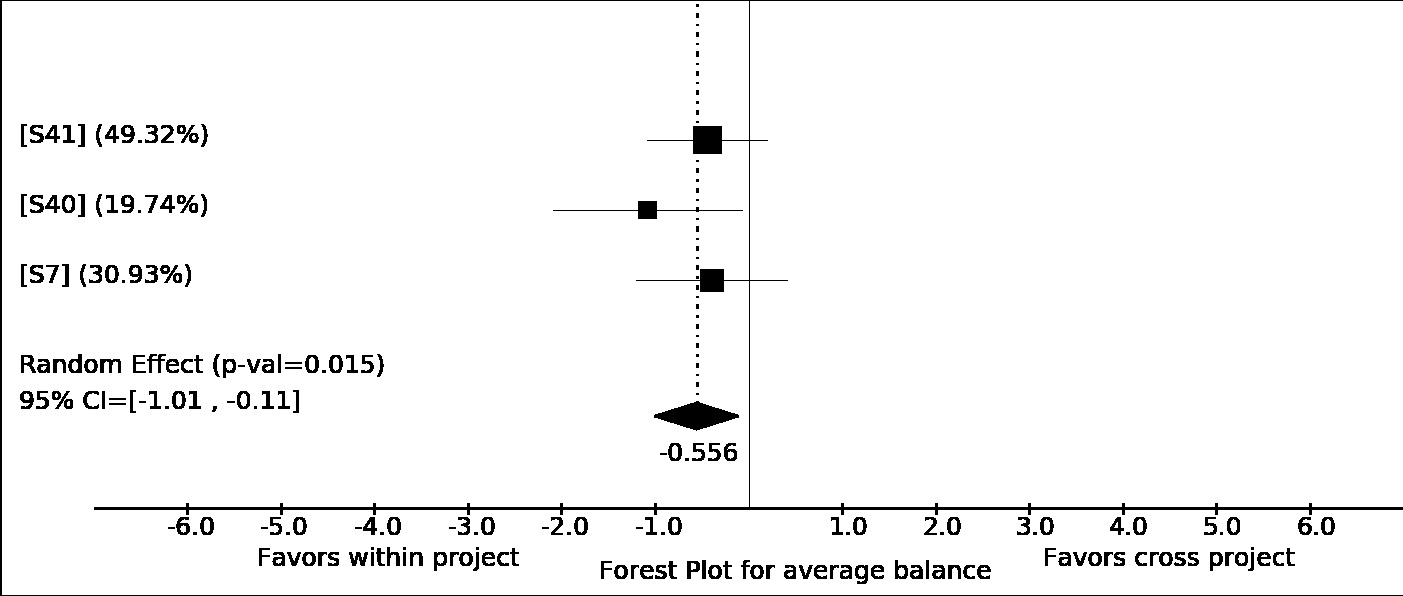 [S41] (49.32%)
[S40] (19.74%)
[S7] (30.93%)
Random Effect (p-val=0.015)
95% CI=[-1.01 , -0.11]
-0.556
-6.0 -5.0 -4.0 -3.0 -2.0 -1.0 1.0 2.0 3.0 4.0 5.0 6.0
Favors within project Favors cross project
Forest Plot for average balance